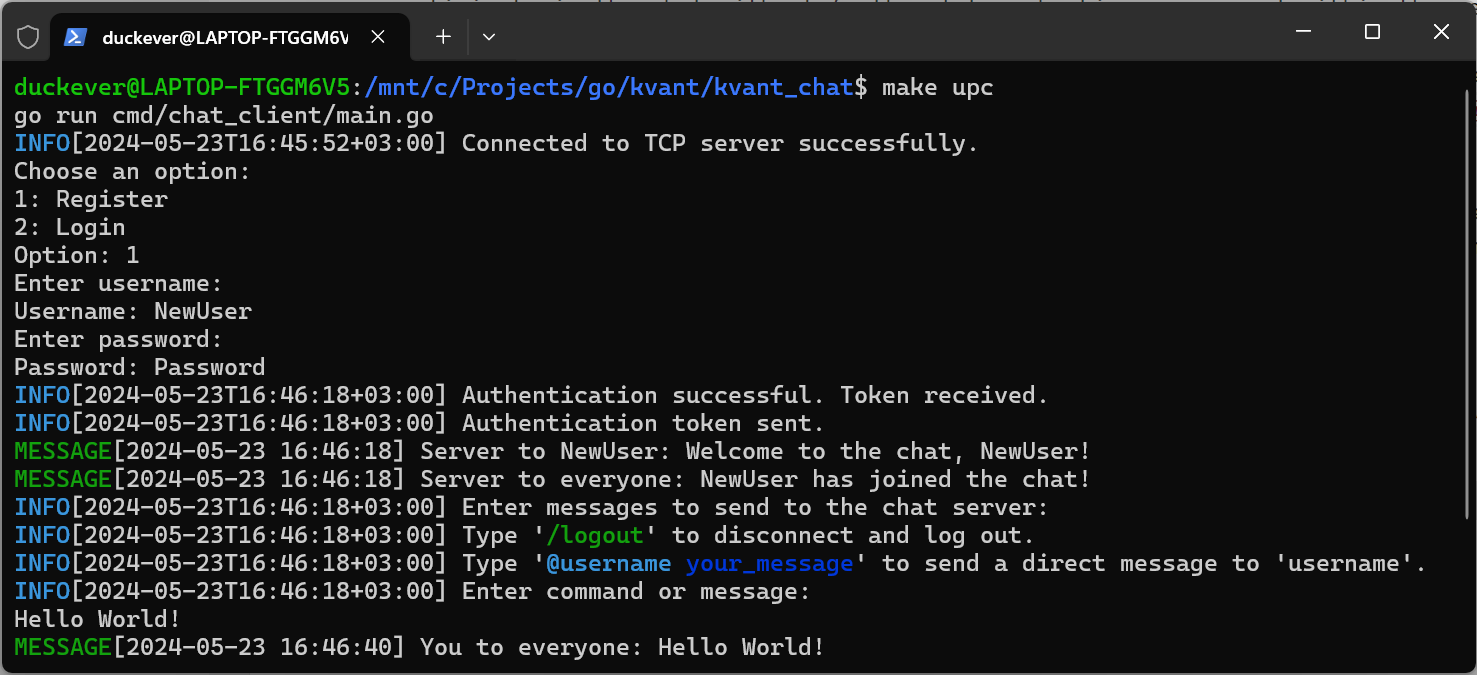 duckever@LAPTOP-FTGGM6V
duckever@LAPTOP-FTGGM6V5:/mnt/c/Projects/go/kvant/kvant_chat$ make upc
go run cmd/chat_client/main.go
INFO[2024-05-23T16:45:52+03:00] Connected to TCP server successfully.
Choose an option:
1: Register
2: Login
Option: 1
Enter username:
Username: NewUser
Enter password:
Password: Password
INFO[2024-05-23T16:46:18+03:00] Authentication successful. Token received.
INFO[2024-05-23T16:46:18+03:00] Authentication token sent.
MESSAGE[2024-05-23 16:46:18] Server to NewUser: Welcome to the chat, NewUser!
MESSAGE[2024-05-23 16:46:18] Server to everyone: NewUser has joined the chat!
INFO[2024-05-23T16:46:18+03:00] Enter messages to send to the chat server:
INFO[2024-05-23T16:46:18+03:00] Type '/logout' to disconnect and log out.
INFO[2024-05-23T16:46:18+03:00] Type '@username your_message' to send a direct message to 'username'.
INFO[2024-05-23T16:46:18+03:00] Enter command or message:
Hello World!
MESSAGE[2024-05-23 16:46:40] You to everyone: Hello World!